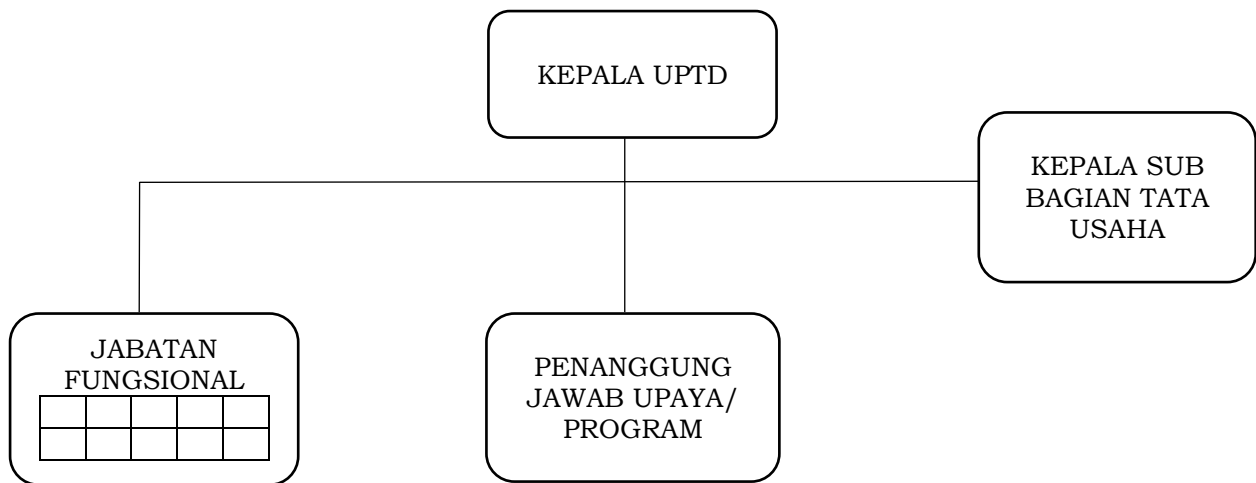 KEPALA UPTD
KEPALA SUB
BAGIAN TATA
USAHA
JABATAN
FUNGSIONAL
PENANGGUNG
JAWAB UPAYA/
PROGRAM